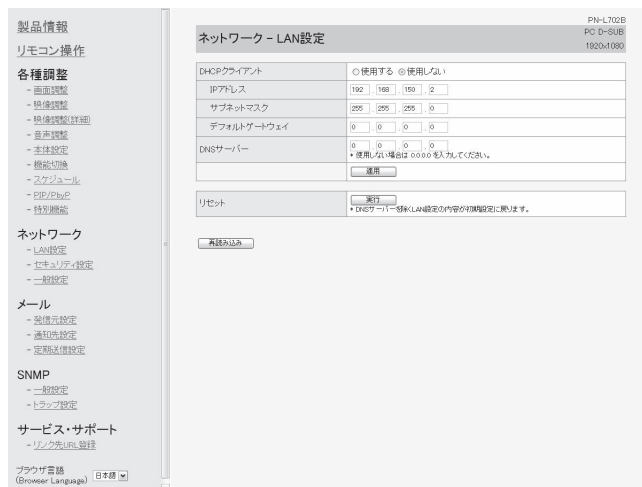 製品情報
リモコン操作
各種調整
- 画面調整
- 映像調整
- 映像調整(詳細)
- 音声調整
- 本体設定
- 機能切換
- スケジュール
- PIP/PbyP
- 特別機能
ネットワーク
- LAN設定
- セキュリティ設定
- 一般設定
メール
- 発信元設定
- 通知先設定
- 定期送信設定
SNMP
- 一般設定
- トラップ設定
サービス・サポート
- リンク先URL登録
ブラウザ言語
(Browser Language) 日本語
PN-L702B
ネットワーク - LAN設定 PC D-SUB
1920x1080
DHCPクライアント ○使用する ◎使用しない
IPアドレス 192 . 168 . 150 . 2
サブネットマスク 255 . 255 . 255 . 0
デフォルトゲートウェイ 0 . 0 . 0 . 0
DNSサーバー 0 . 0 . 0 . 0
* 使用しない場合は 0.0.0.0 を入力してください。
適用
リセット 実行
* DNSサーバーを除くLAN設定の内容が初期設定に戻ります。
再読み込み